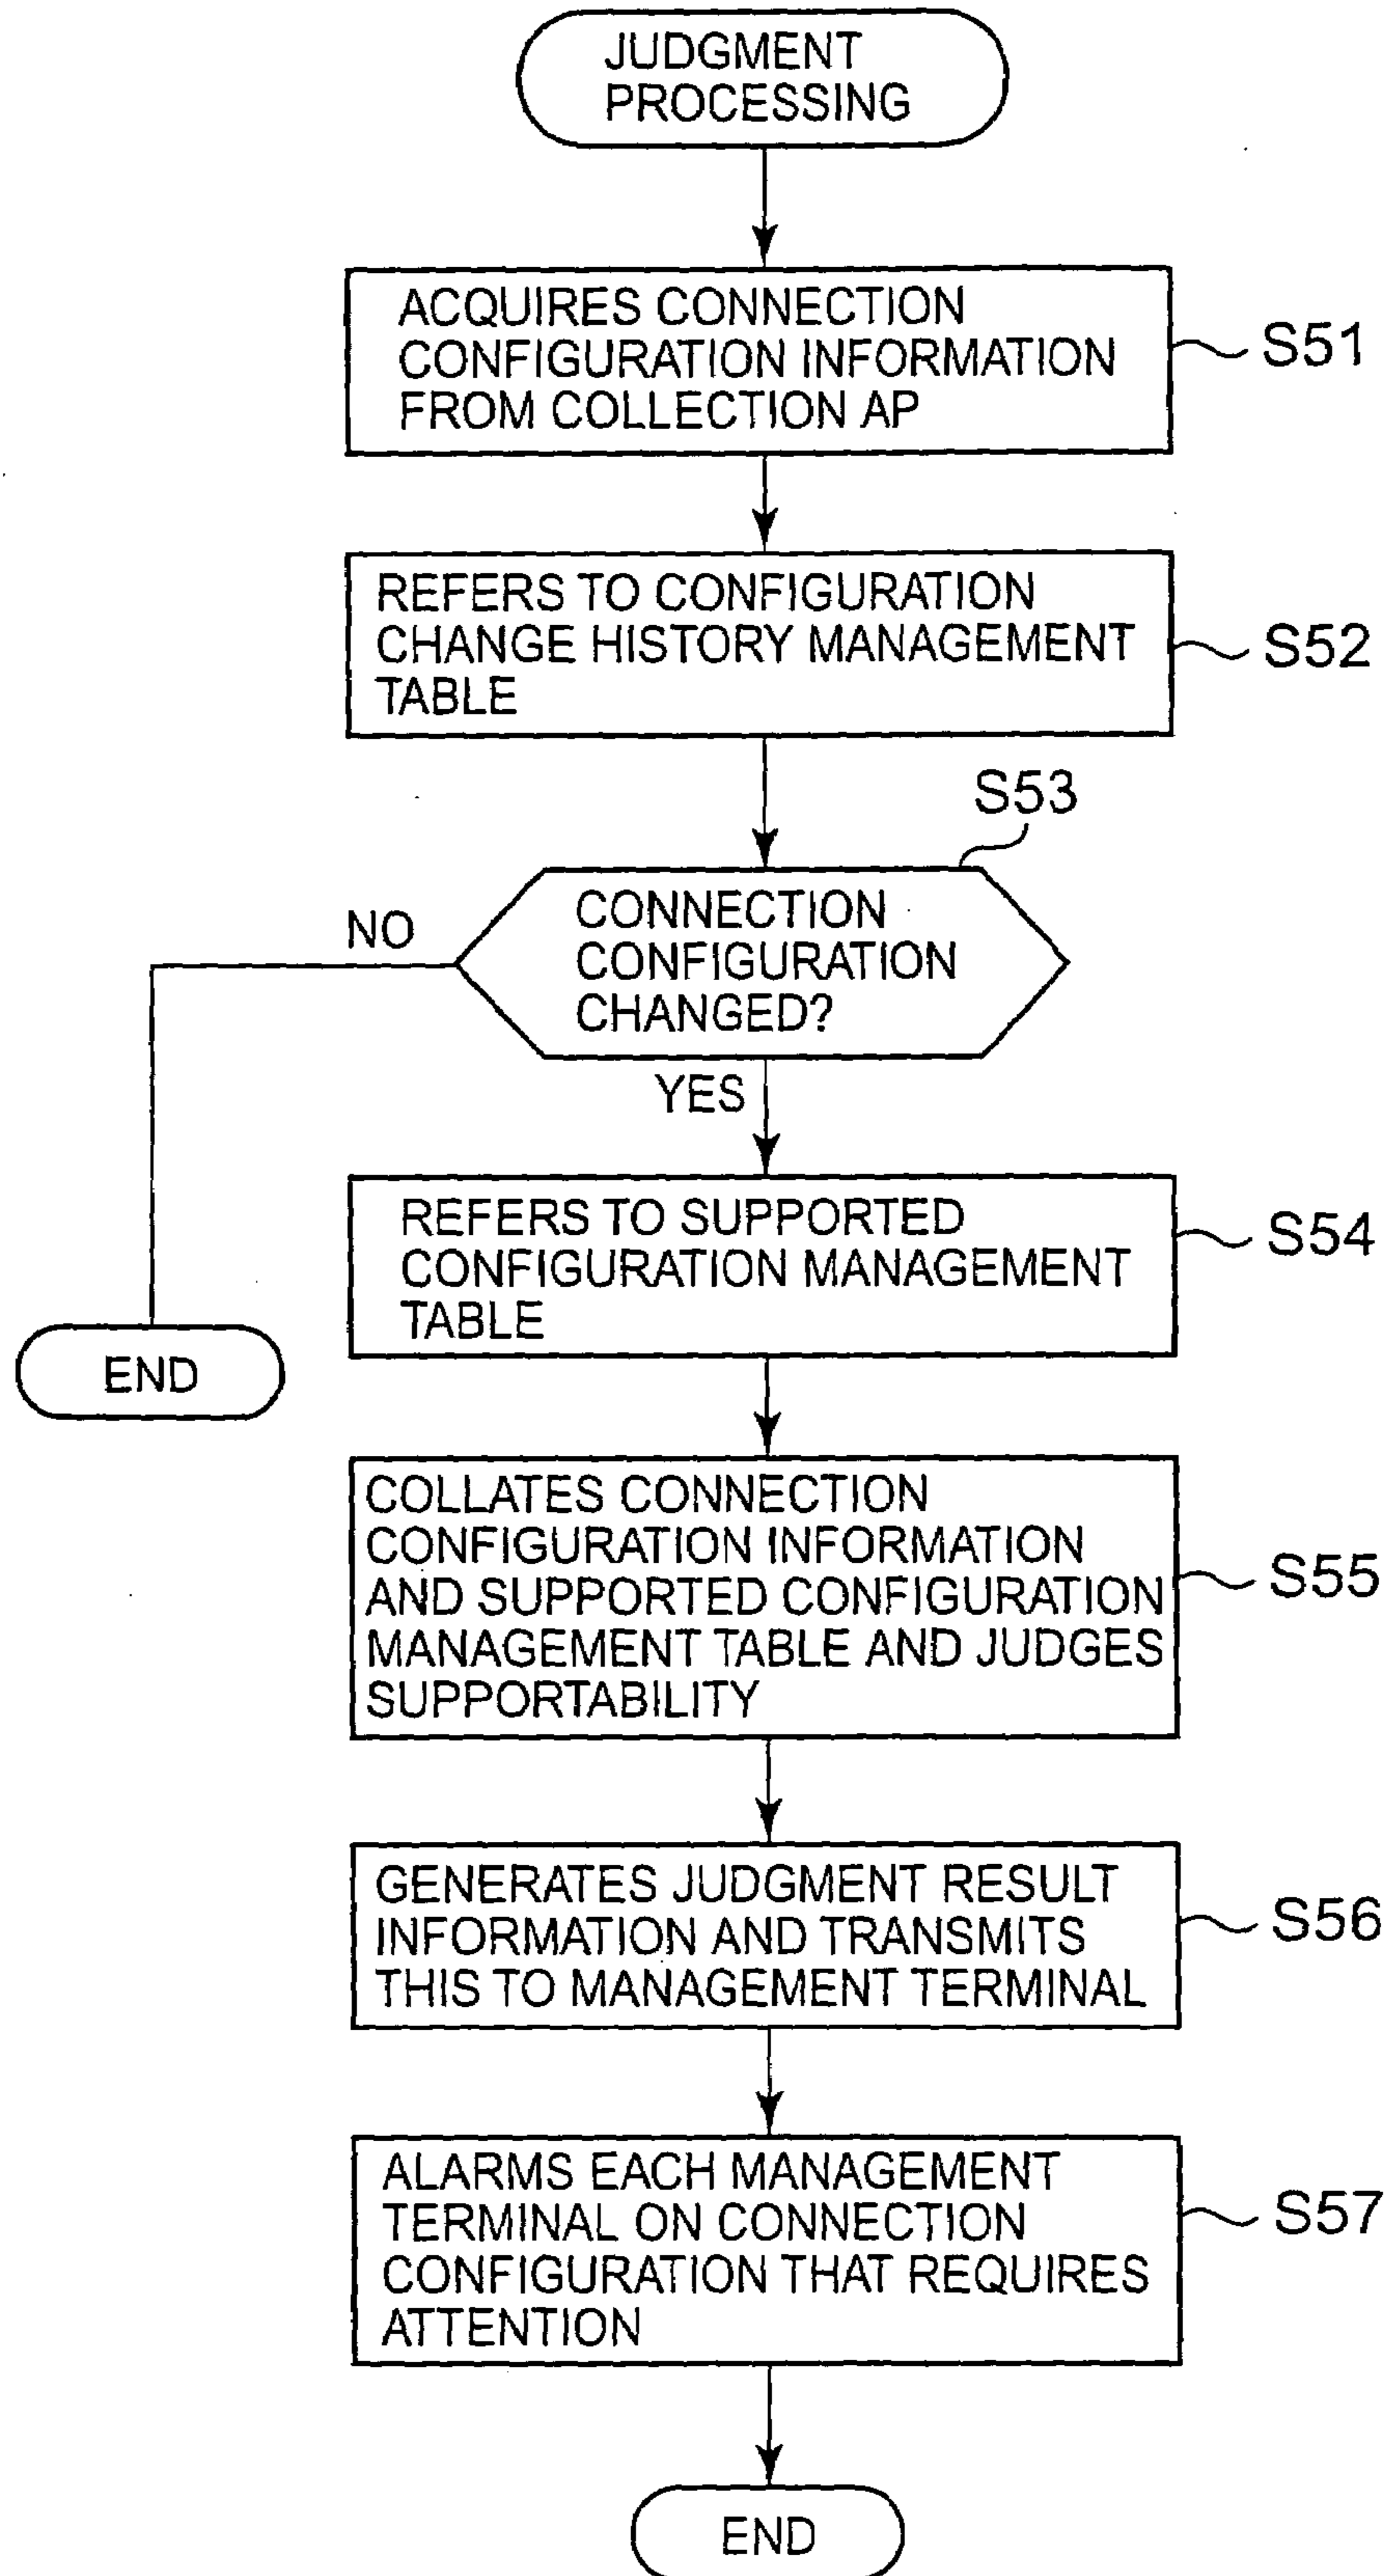 JUDGMENT
PROCESSING
ACQUIRES CONNECTION
CONFIGURATION INFORMATION
FROM COLLECTION AP
S51
REFERS TO CONFIGURATION
CHANGE HISTORY MANAGEMENT
TABLE
S52
S53
CONNECTION
CONFIGURATION
CHANGED?
NO
YES
REFERS TO SUPPORTED
CONFIGURATION MANAGEMENT
TABLE
S54
END
COLLATES CONNECTION
CONFIGURATION INFORMATION
AND SUPPORTED CONFIGURATION
MANAGEMENT TABLE AND JUDGES
SUPPORTABILITY
S55
GENERATES JUDGMENT RESULT
INFORMATION AND TRANSMITS
THIS TO MANAGEMENT TERMINAL
S56
ALARMS EACH MANAGEMENT
TERMINAL ON CONNECTION
CONFIGURATION THAT REQUIRES
ATTENTION
S57
END